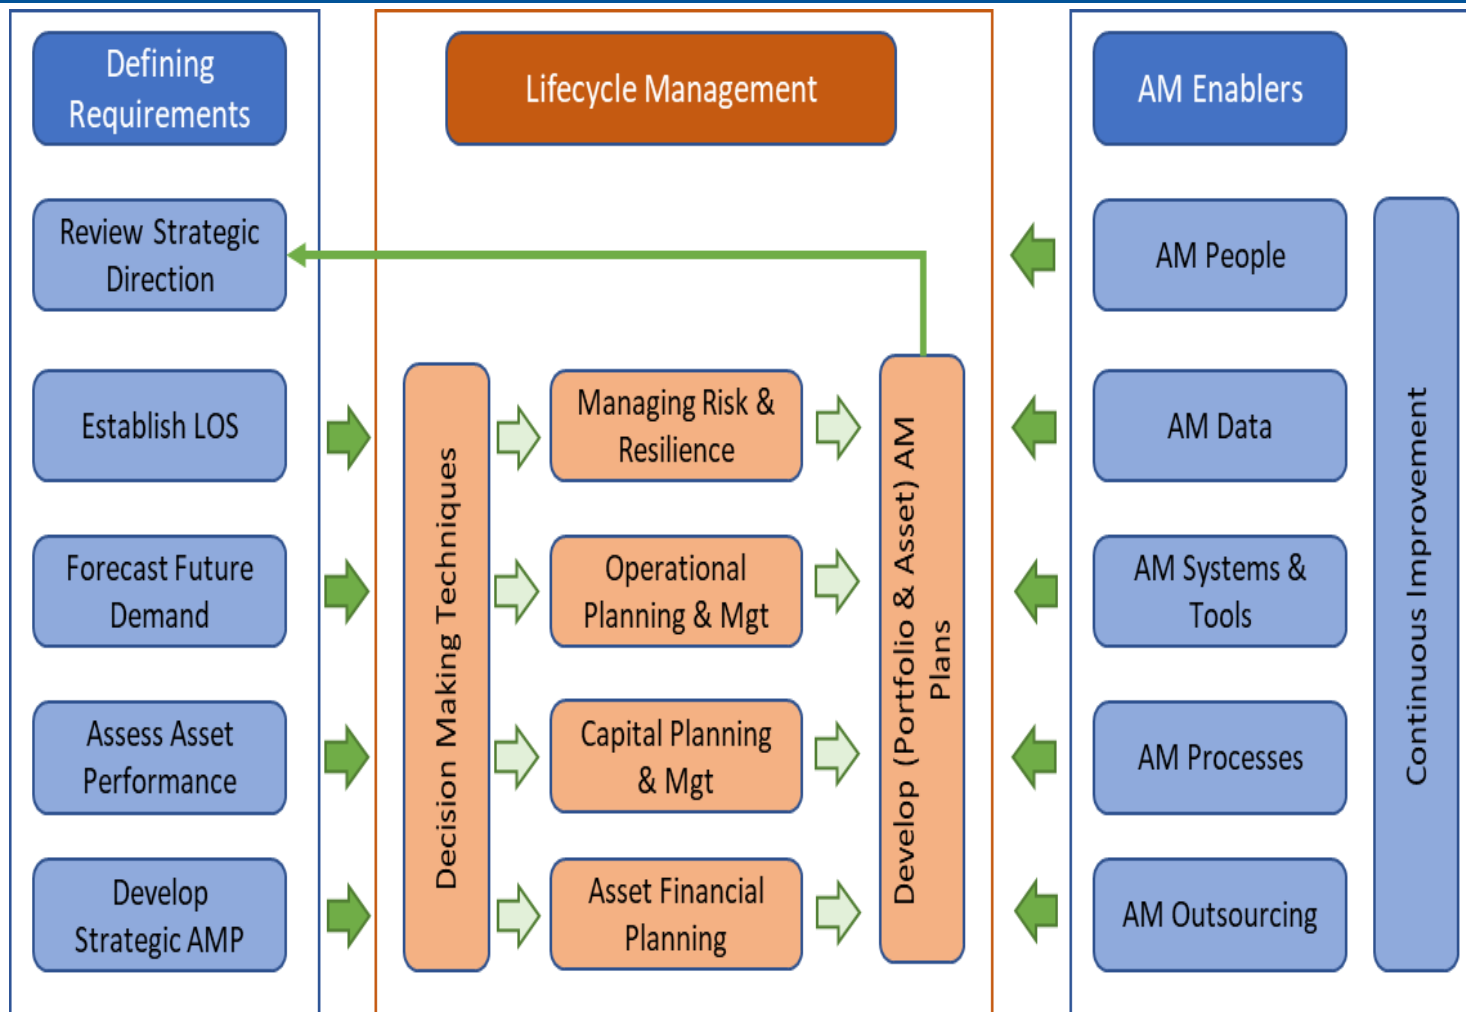 Defining
Requirements
Review Strategic
Direction
Establish LOS
Forecast Future
Demand
Assess Asset
Performance
Develop
Strategic AMP
Lifecycle Management
Decision Making Techniques
Managing Risk &
Resilience
Operational
Planning & Mgt
Capital Planning
& Mgt
Asset Financial
Planning
Develop (Portfolio & Asset) AM
Plans
AM Enablers
AM People
AM Data
AM Systems &
Tools
AM Processes
AM Outsourcing
Continuous Improvement